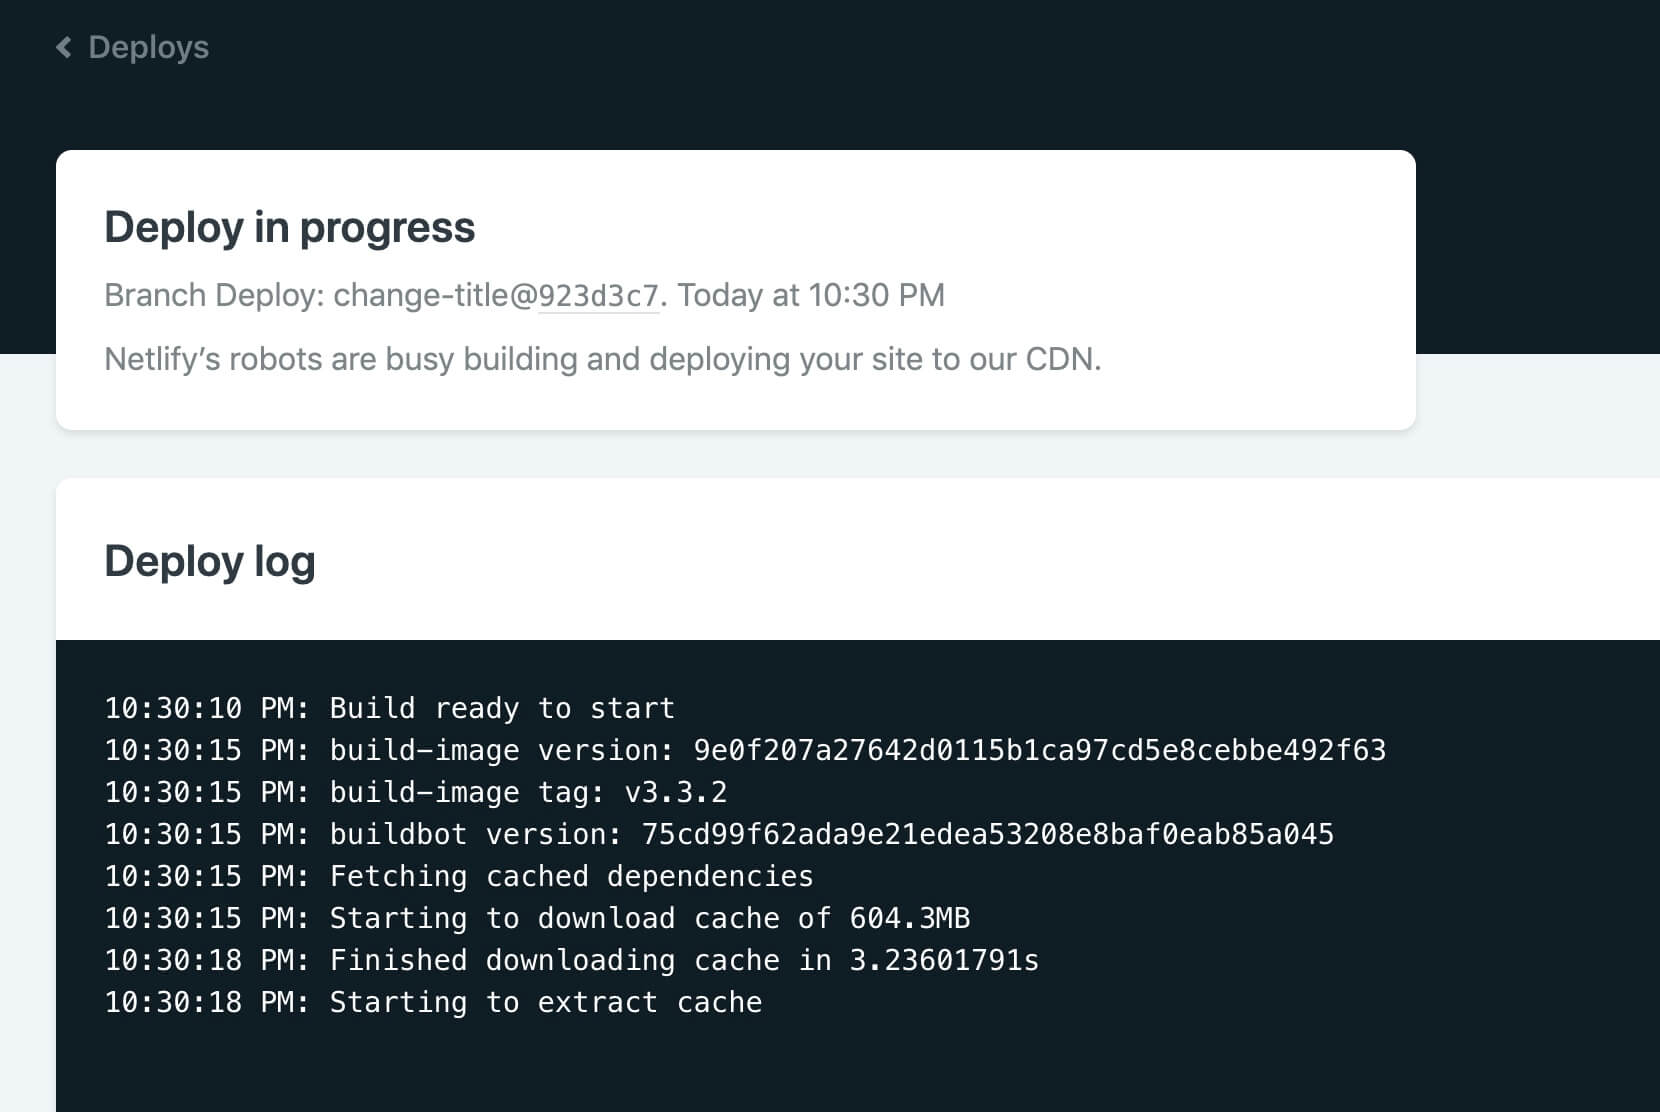 Deploys
Deploy in progress
Branch Deploy: change-title@923d3c7. Today at 10:30 PM
Netlify’s robots are busy building and deploying your site to our CDN.
Deploy log
10:30:10 PM: Build ready to start
10:30:15 PM: build-image version: 9e0f207a27642d0115b1ca97cd5e8cebbe492f63
10:30:15 PM: build-image tag: v3.3.2
10:30:15 PM: buildbot version: 75cd99f62ada9e21edea53208e8baf0eab85a045
10:30:15 PM: Fetching cached dependencies
10:30:15 PM: Starting to download cache of 604.3MB
10:30:18 PM: Finished downloading cache in 3.23601791s
10:30:18 PM: Starting to extract cache